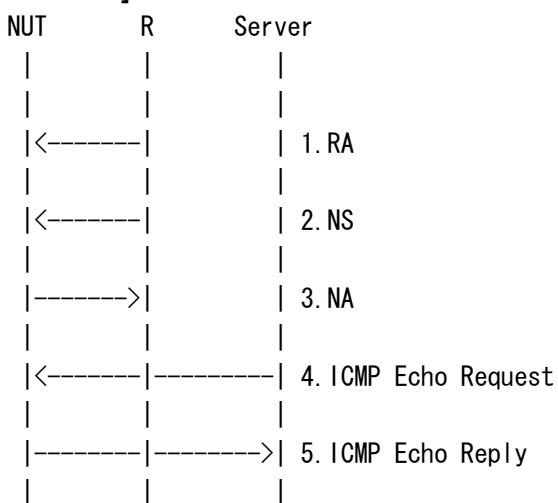 NUT R Server
| | |
| | |
|<-------| | 1.RA
| | |
|<-------| | 2.NS
| | |
|------->| | 3.NA
| | |
|<-------|---------| 4.ICMP Echo Request
| | |
|--------|-------->| 5.ICMP Echo Reply
| | |